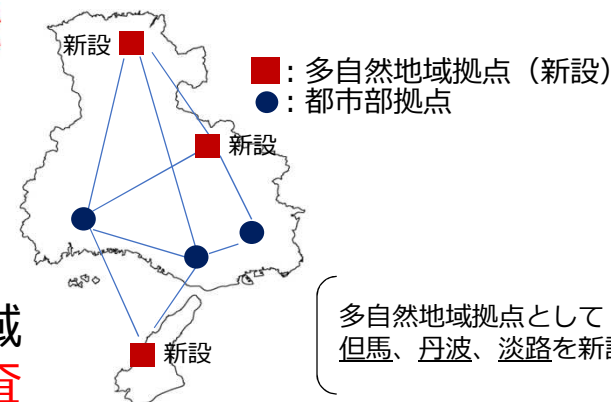 新設
■：多自然地域拠点（新設）
●：都市部拠点
新設
新設
多自然地域拠点として
但馬、丹波、淡路を新
域
査